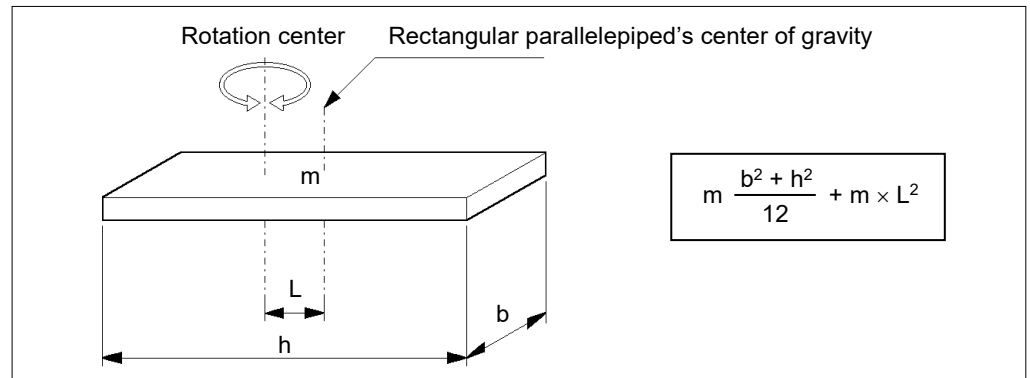 Rotation center
Rectangular parallelepiped’s center of gravity
m
m b² + h² / 12 + m × L²
L
b
h